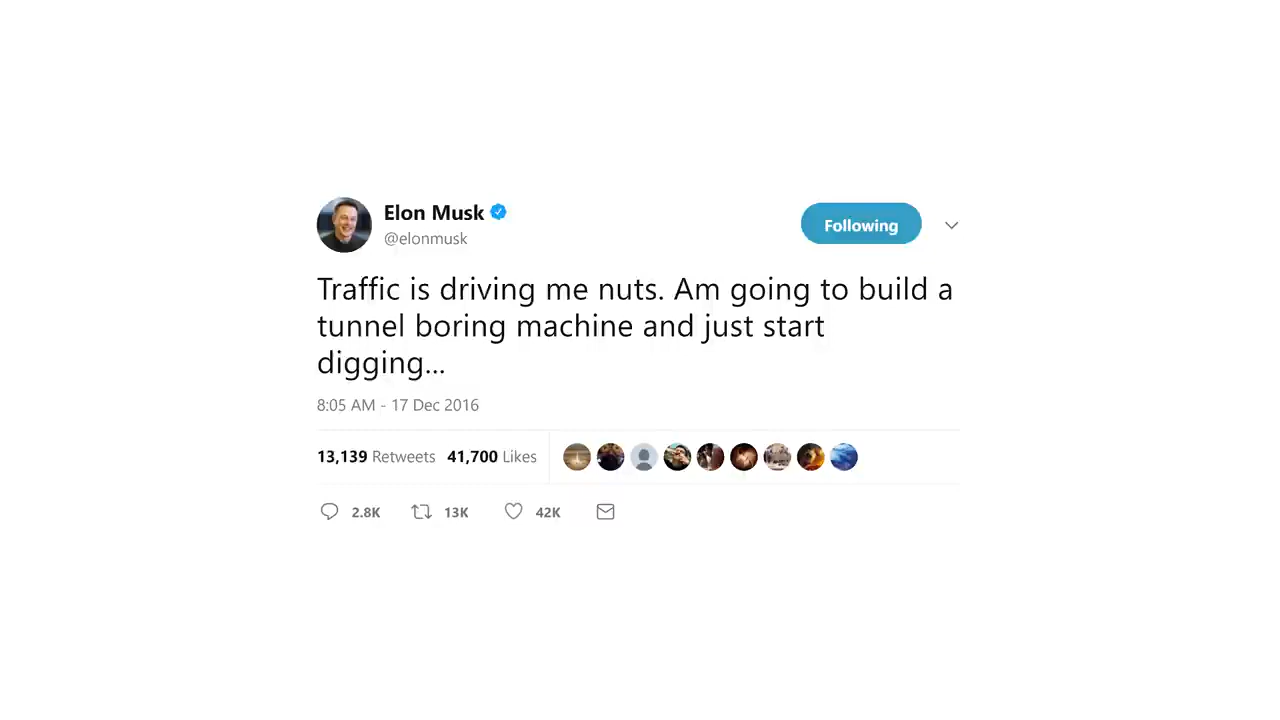 Elon Musk
@elonmusk
Following
Traffic is driving me nuts. Am going to build a
tunnel boring machine and just start
digging...
8:05 AM - 17 Dec 2016
13,139 Retweets 41,700 Likes
2.8K 13K 42K